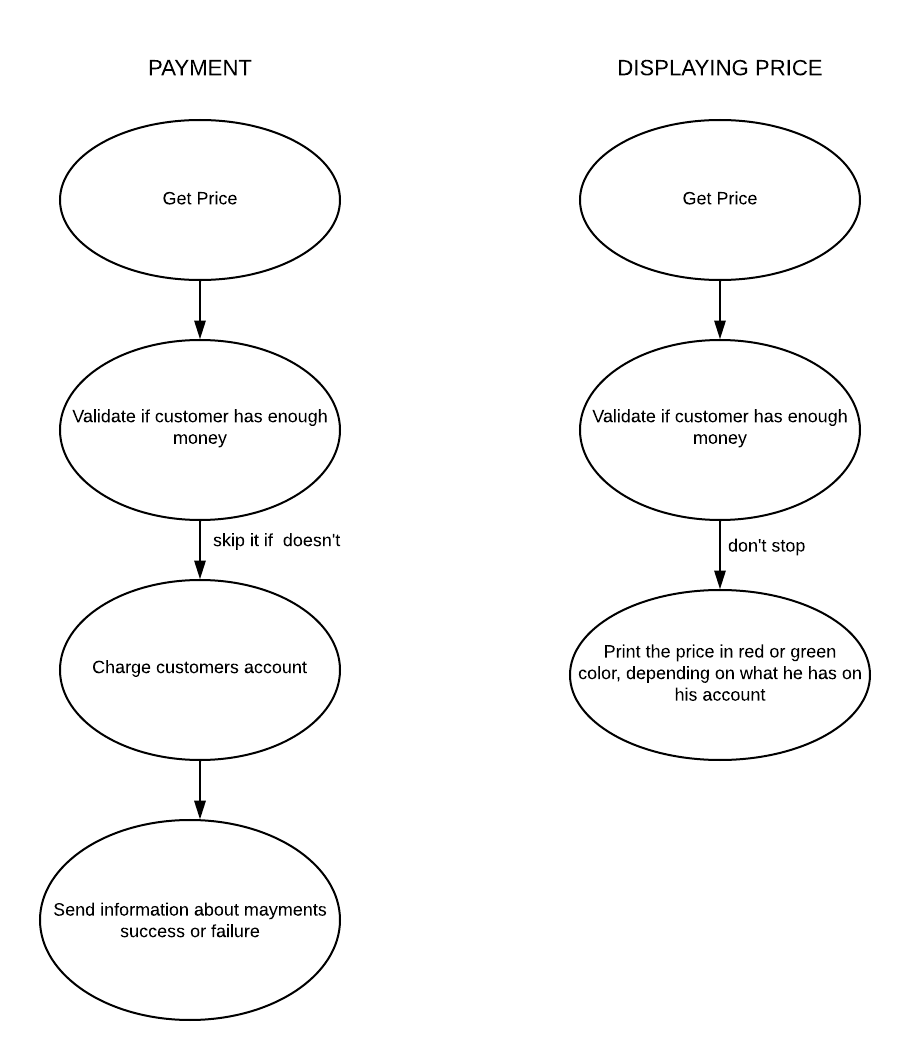 PAYMENT
Get Price
Validate if customer has enough
money
skip it if  doesn't
Charge customers account
Send information about mayments
success or failure
DISPLAYING PRICE
Get Price
Validate if customer has enough
money
don't stop
Print the price in red or green
color, depending on what he has on
his account